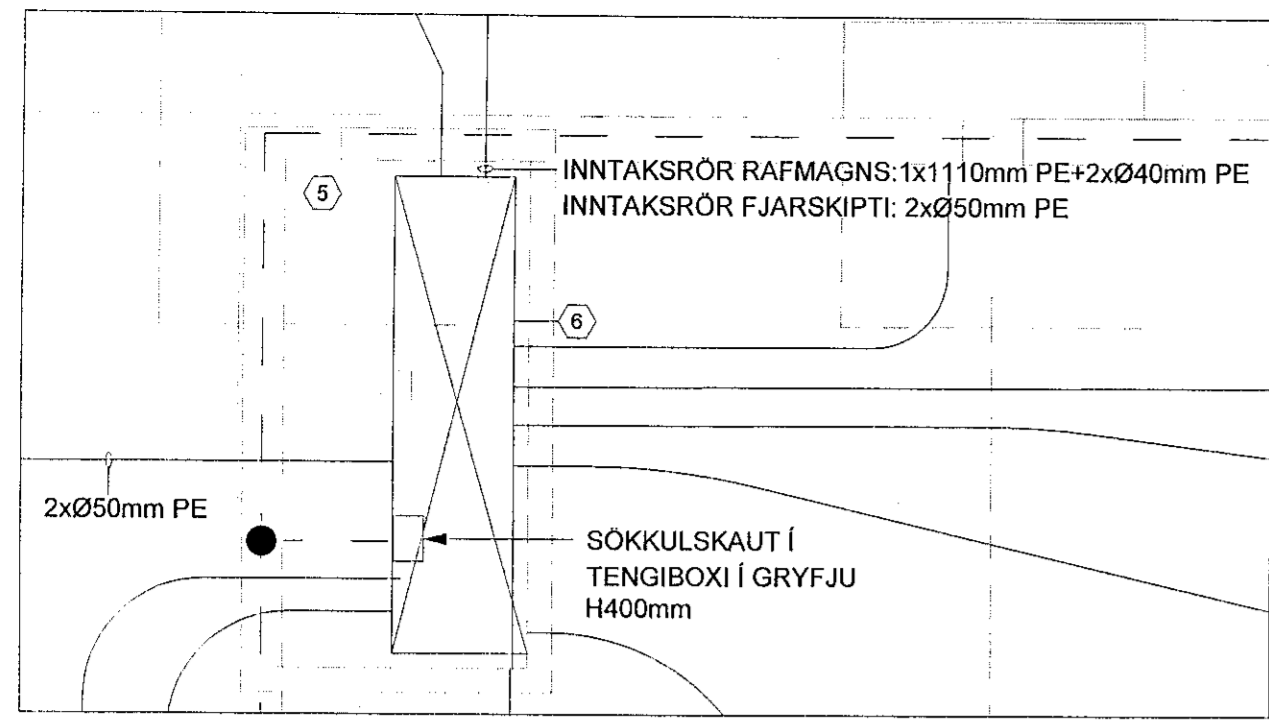 INNTAKSRÖR RAFMAGNS:1x1110mm PE+2xØ40mm PE
5
INNTAKSRÖR FJARSKIPTI: 2xØ50mm PE
6
2xØ50mm PE
SÖKKULSKAUT Í
TENGIBOXI Í GRYFJU
H400mm